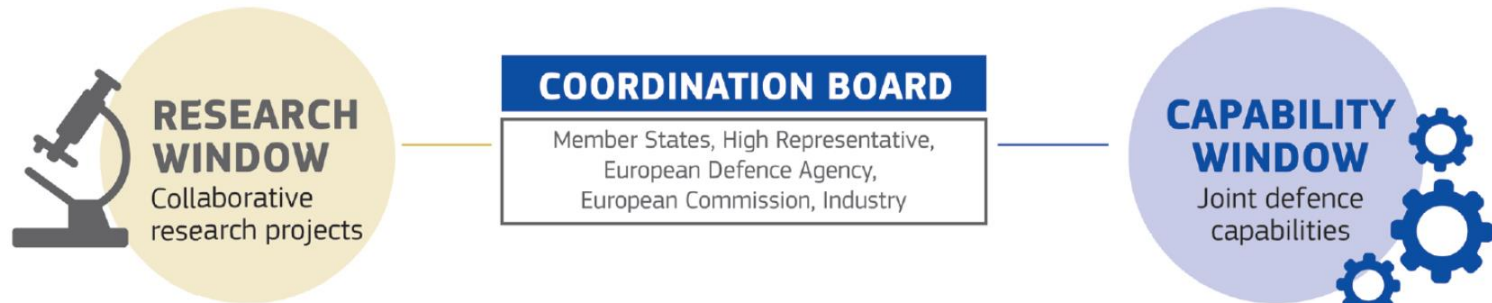 RESEARCH
WINDOW
Collaborative
research projects
COORDINATION BOARD
Member States, High Representative,
European Defence Agency,
European Commission, Industry
CAPABILITY
WINDOW
Joint defence
capabilities